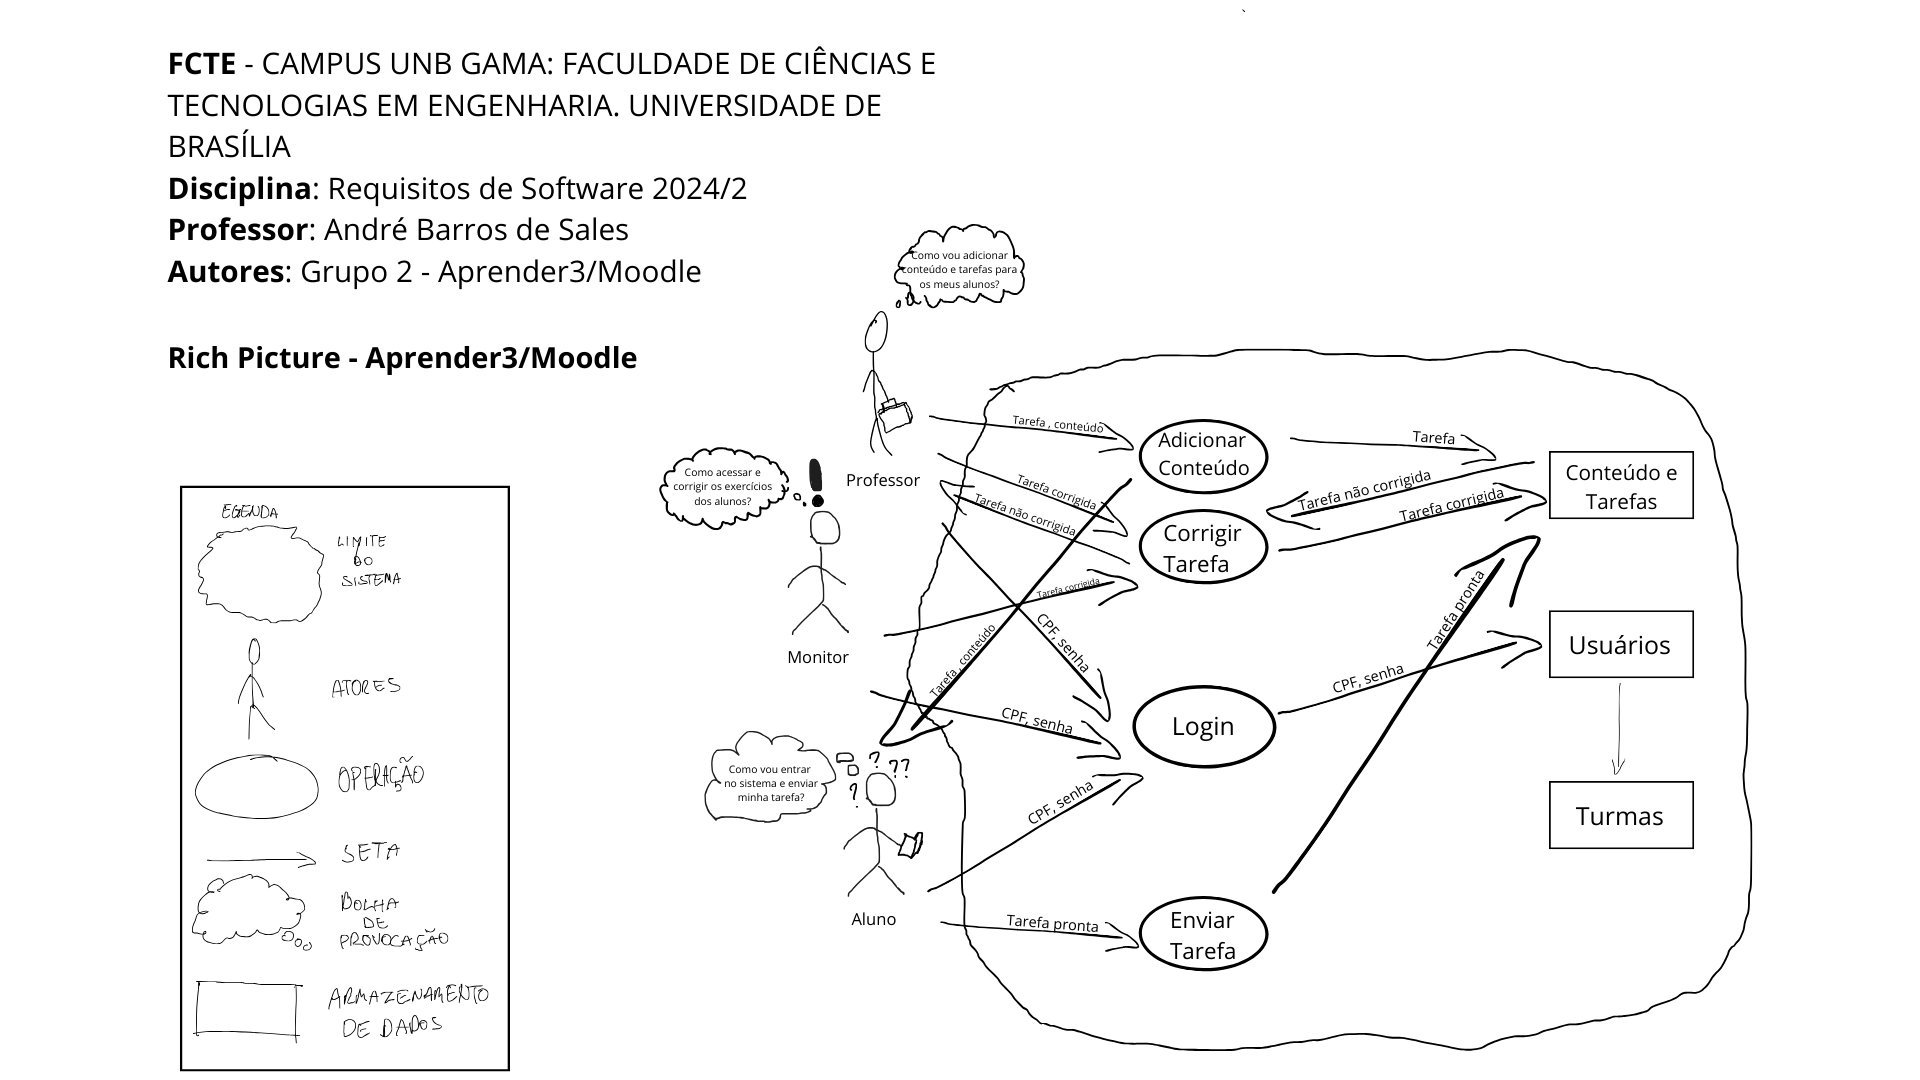 FCTE - CAMPUS UNB GAMA: FACULDADE DE CIÊNCIAS E
TECNOLOGIAS EM ENGENHARIA. UNIVERSIDADE DE
BRASÍLIA
Disciplina: Requisitos de Software 2024/2
Professor: André Barros de Sales
Autores: Grupo 2 - Aprender3/Moodle
Rich Picture - Aprender3/Moodle
EGENDA
LIMITE
DO
SISTEMA
ATORES
OPERAÇÃO
SETA
BOLHA
DE
PROVOCAÇÃO
ARMAZENAMENTO
DE DADOS
Como vou adicionar
conteúdo e tarefas para
os meus alunos?
Professor
Como acessar e
corrigir os exercícios
dos alunos?
Monitor
Como vou entrar
no sistema e enviar
minha tarefa?
? ??
?
Aluno
Tarefa , conteúdo
Tarefa corrigida
Tarefa não corrigida
Tarefa corrigida
Tarefa , conteúdo
CPF, senha
CPF, senha
CPF, senha
Tarefa pronta
Adicionar
Conteúdo
Corrigir
Tarefa
Login
Enviar
Tarefa
Tarefa
Tarefa não corrigida
Tarefa corrigida
Tarefa pronta
CPF, senha
Conteúdo e
Tarefas
Usuários
Turmas